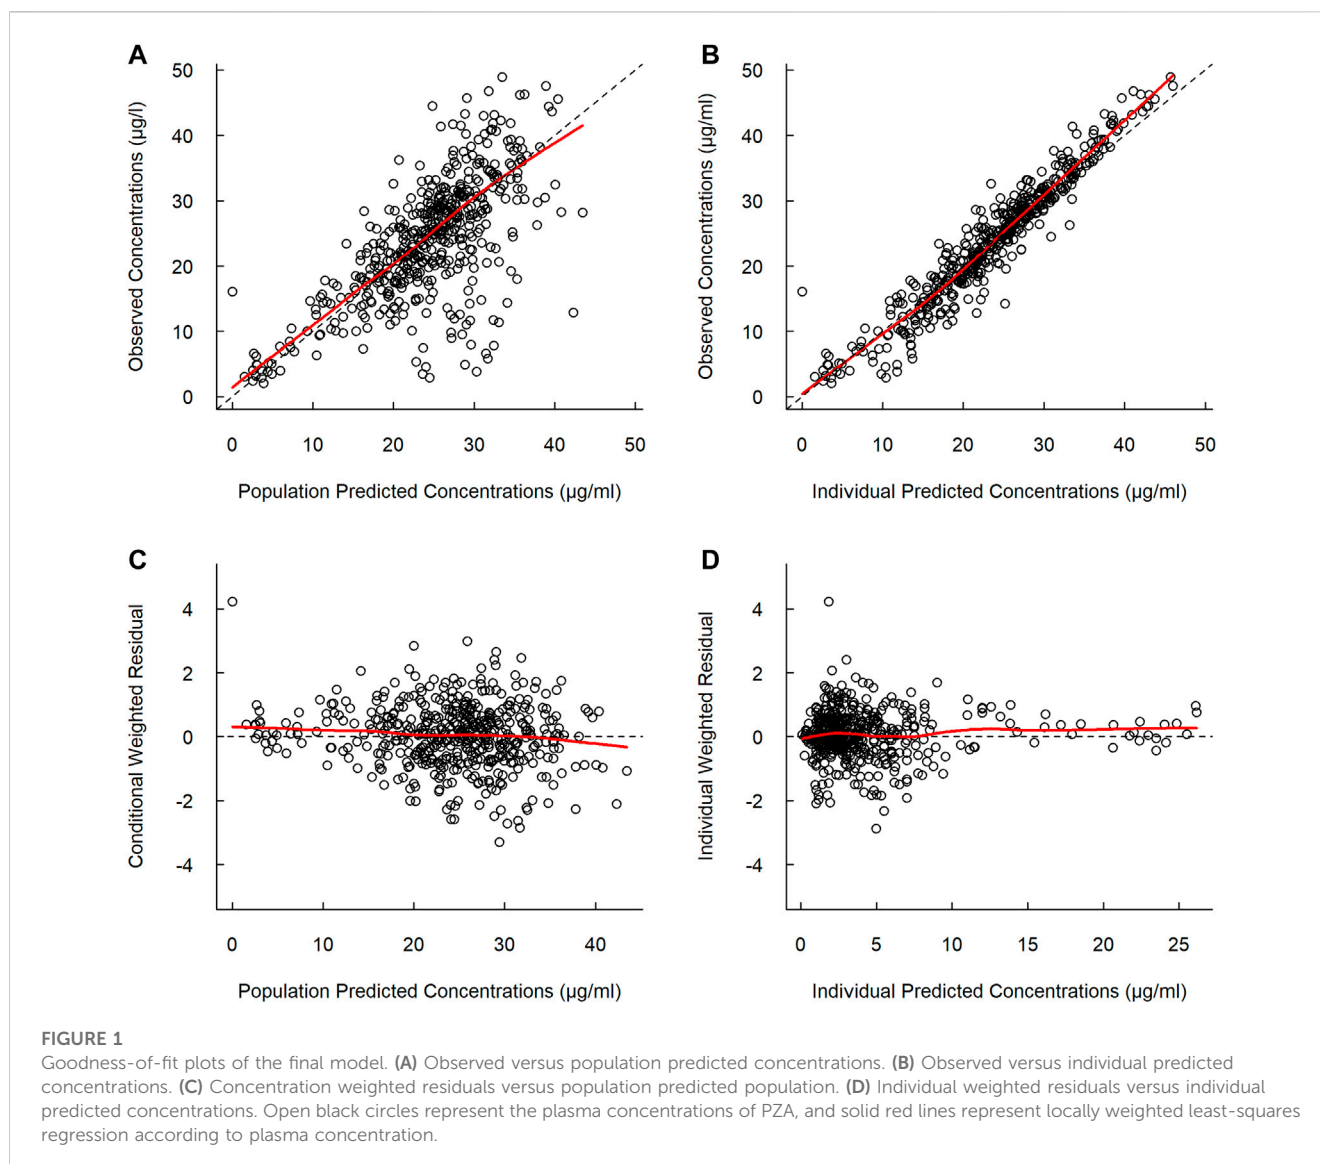 A
50
40
30
20
10
0
Observed Concentrations (µg/l)
0 10 20 30 40 50
Population Predicted Concentrations (µg/ml)
B
50
40
30
20
10
0
Observed Concentrations (µg/ml)
0 10 20 30 40 50
Individual Predicted Concentrations (µg/ml)
C
4
2
0
-2
-4
Conditional Weighted Residual
0 10 20 30 40
Population Predicted Concentrations (µg/ml)
D
4
2
0
-2
-4
Individual Weighted Residual
0 5 10 15 20 25
Individual Predicted Concentrations (µg/ml)
FIGURE 1
Goodness-of-fit plots of the final model. (A) Observed versus population predicted concentrations. (B) Observed versus individual predicted
concentrations. (C) Concentration weighted residuals versus population predicted population. (D) Individual weighted residuals versus individual
predicted concentrations. Open black circles represent the plasma concentrations of PZA, and solid red lines represent locally weighted least-squares
regression according to plasma concentration.